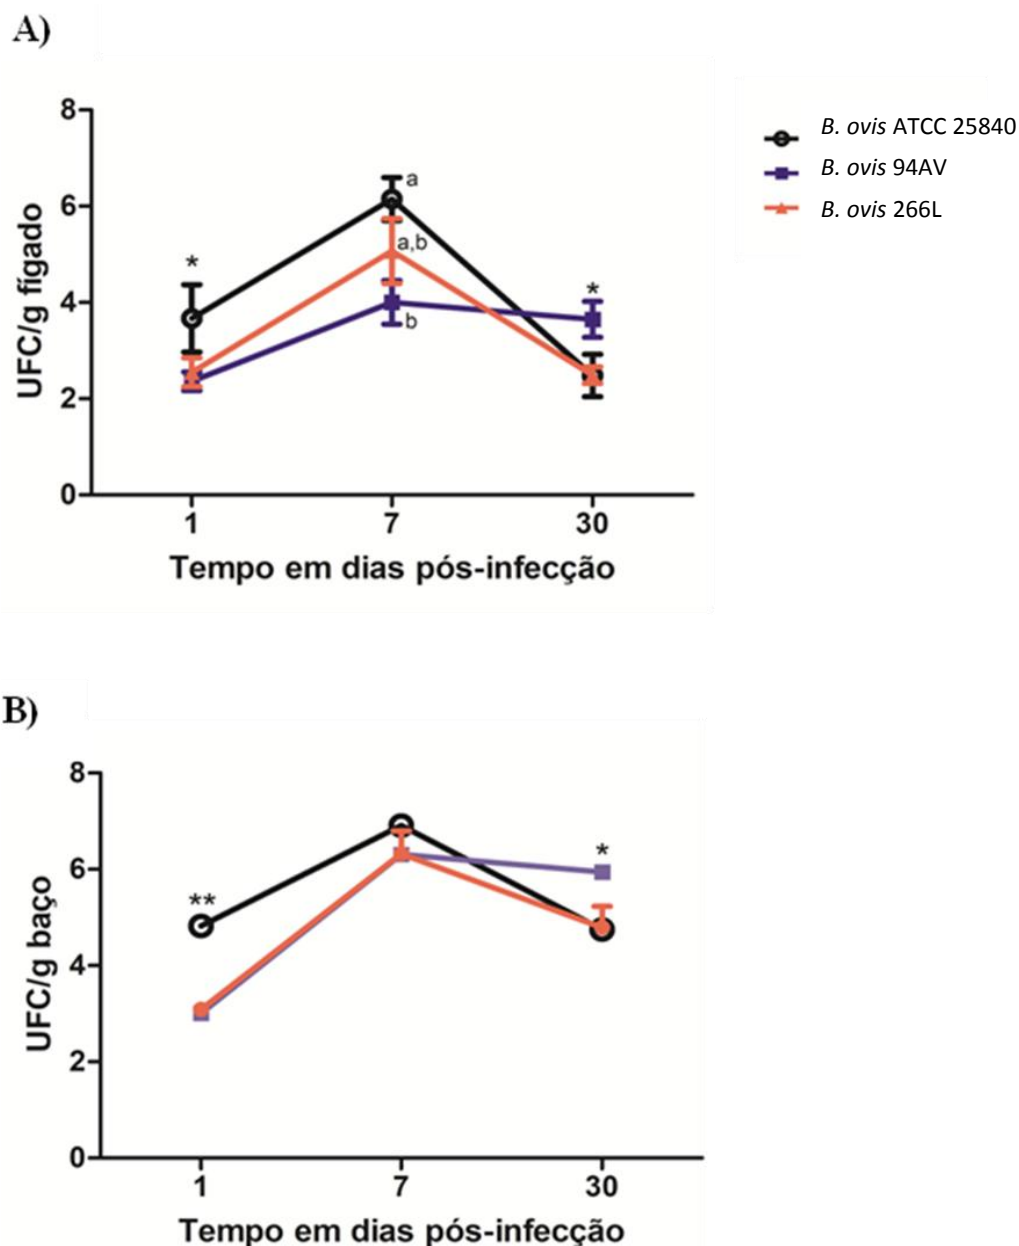 A)
8
6
4
2
0
UFC/g fígado
*
a
a,b
b
*
1 7 30
Tempo em dias pós-infecção
B. ovis ATCC 25840
B. ovis 94AV
B. ovis 266L
B)
8
6
4
2
0
UFC/g baço
**
*
1 7 30
Tempo em dias pós-infecção